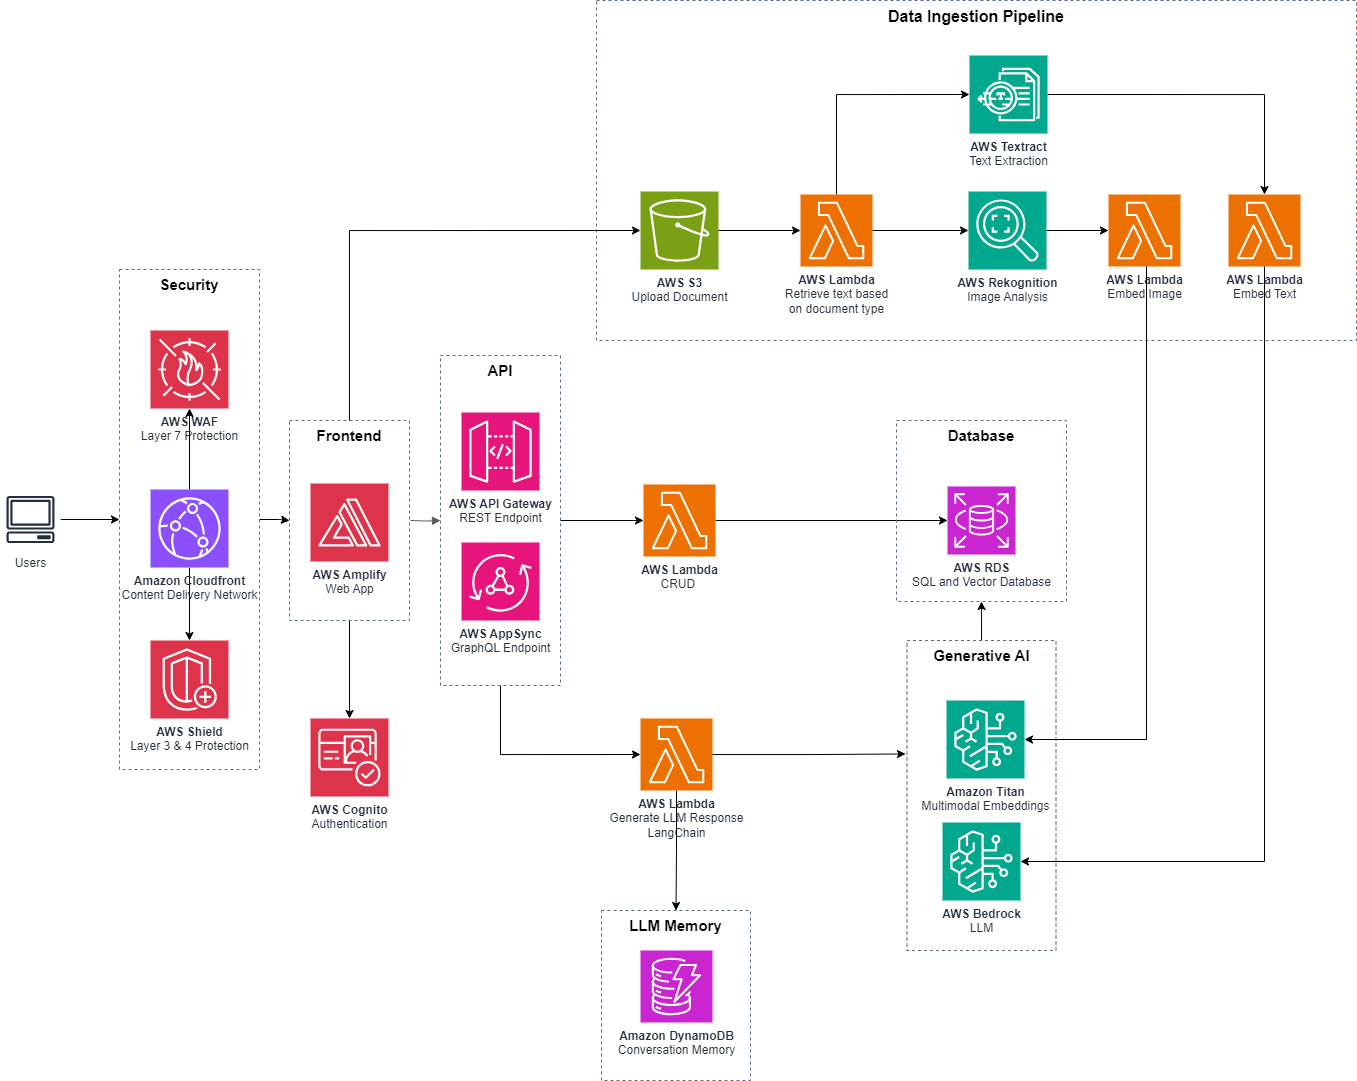 Data Ingestion Pipeline
AWS Textract
Text Extraction
AWS S3
Upload Document
AWS Lambda
Retrieve text based
on document type
AWS Rekognition
Image Analysis
AWS Lambda
Embed Image
AWS Lambda
Embed Text
Security
AWS WAF
Layer 7 Protection
Amazon Cloudfront
Content Delivery Network
AWS Shield
Layer 3 & 4 Protection
Users
Frontend
AWS Amplify
Web App
AWS Cognito
Authentication
API
AWS API Gateway
REST Endpoint
AWS AppSync
GraphQL Endpoint
AWS Lambda
CRUD
Database
AWS RDS
SQL and Vector Database
AWS Lambda
Generate LLM Response
LangChain
Generative AI
Amazon Titan
Multimodal Embeddings
AWS Bedrock
LLM
LLM Memory
Amazon DynamoDB
Conversation Memory